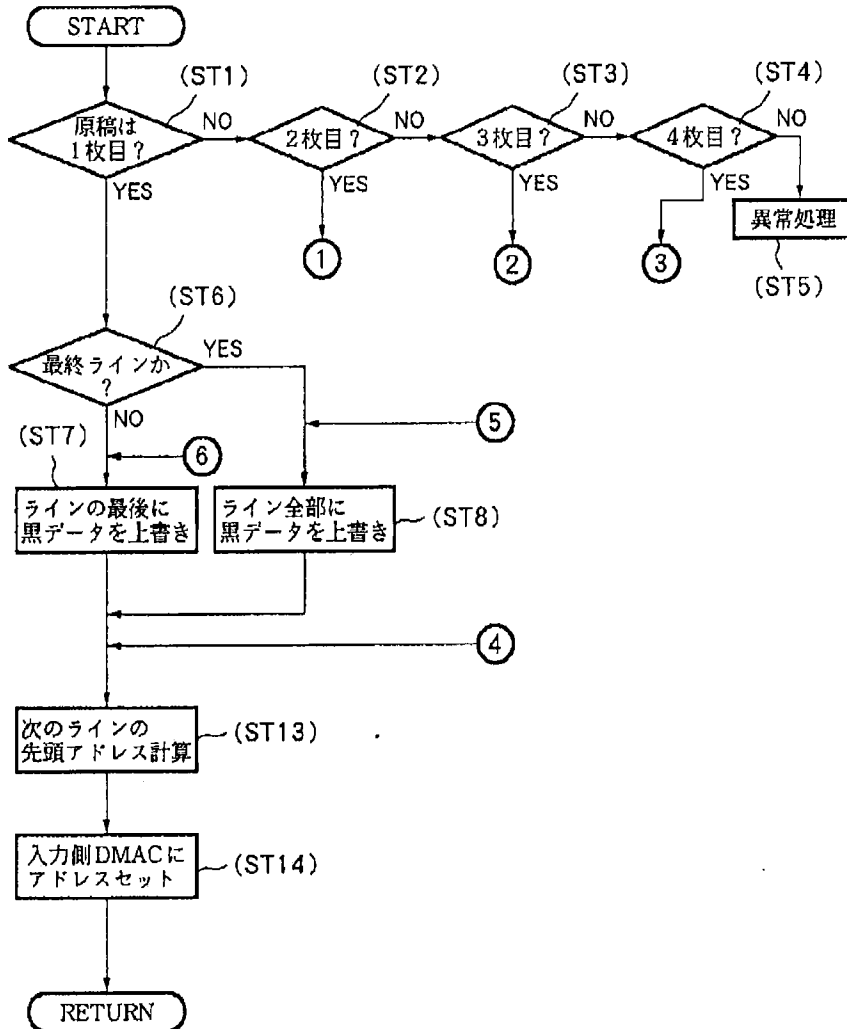 START
(ST1)
(ST2)
(ST3)
(ST4)
原稿は
1枚目?
NO
2枚目?
NO
3枚目?
NO
4枚目?
NO
YES
YES
YES
YES
異常処理
①
②
③
(ST5)
(ST6)
最終ラインか
?
YES
NO
⑤
(ST7)
⑥
ラインの最後に
黒データを上書き
ライン全部に
黒データを上書き
(ST8)
④
次のラインの
先頭アドレス計算
(ST13)
入力側DMACに
アドレスセット
(ST14)
RETURN